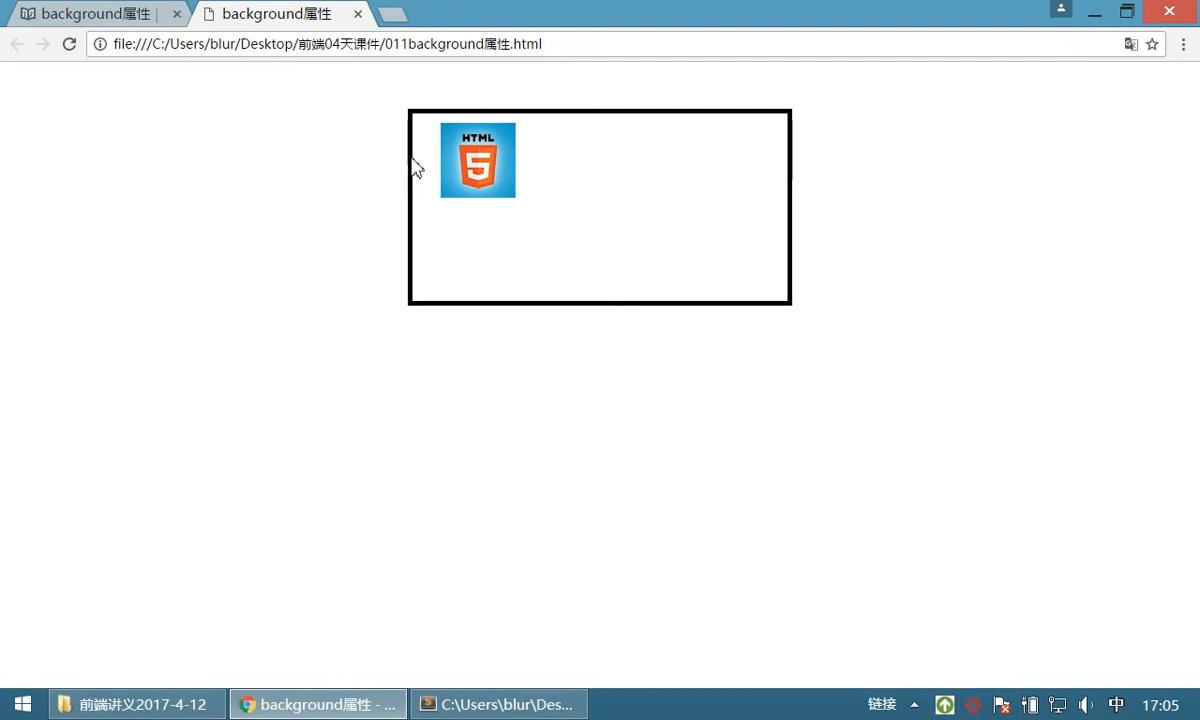 background属性 |
background属性
file:///C:/Users/blur/Desktop/前端04天课件/011background属性.html
HTML
5
前端讲义2017-4-12
background属性 - ...
C:\Users\blur\Des...
链接
中
17:05